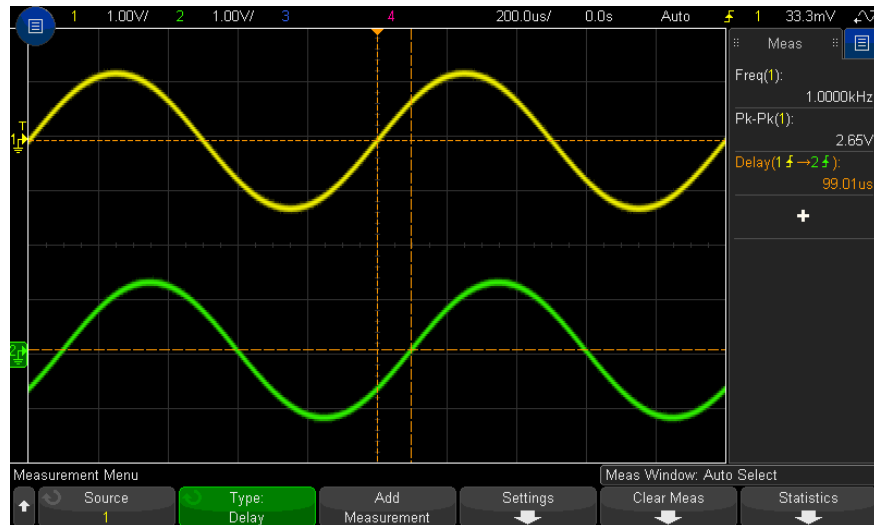 1 1.00V/ 2 1.00V/ 3 4 200.0us/ 0.0s Auto 1 33.3mV
Meas
Freq(1):
1.0000kHz
Pk-Pk(1):
2.65V
Delay(1→2):
99.01us
+
T
1
2
Measurement Menu
Meas Window: Auto Select
Source
1
Type:
Delay
Add
Measurement
Settings
Clear Meas
Statistics